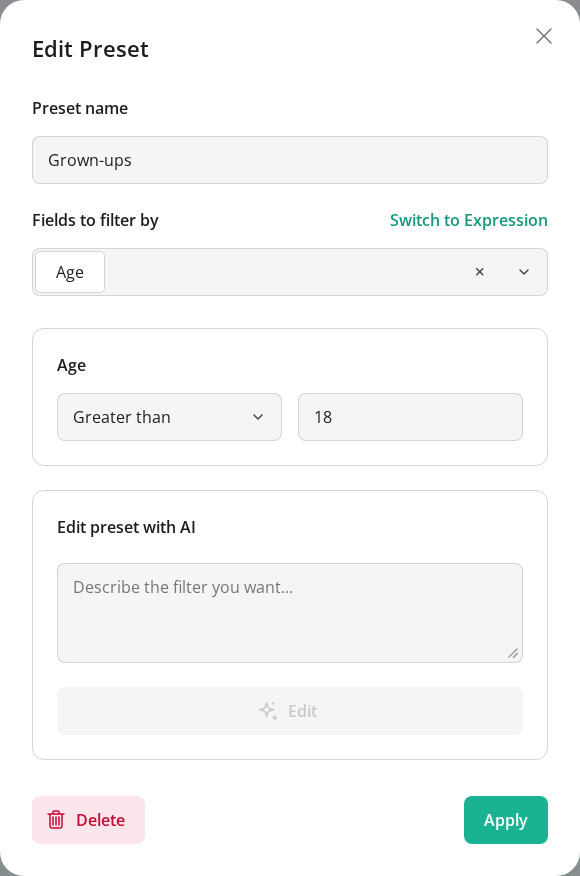 Edit Preset
Preset name
Grown-ups
Fields to filter by
Switch to Expression
Age
Age
Greater than
18
Edit preset with AI
Describe the filter you want...
Edit
Delete
Apply